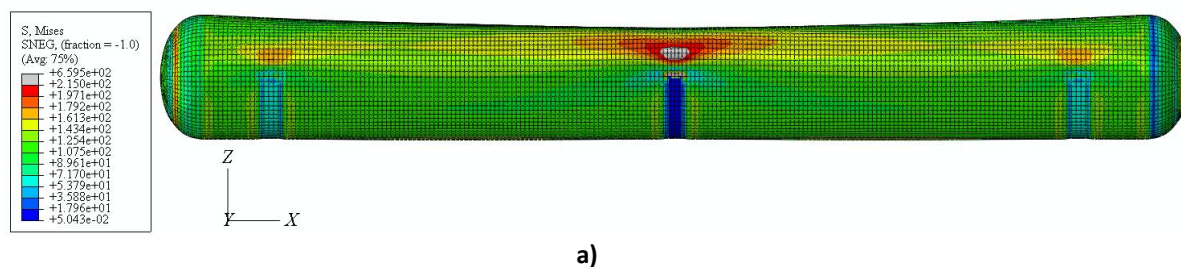 S, Mises
SNEG, (fraction = -1.0)
(Avg: 75%)
+6.595e+02
+2.150e+02
+1.971e+02
+1.792e+02
+1.613e+02
+1.434e+02
+1.254e+02
+1.075e+02
+8.961e+01
+7.170e+01
+5.379e+01
+3.588e+01
+1.796e+01
+5.043e-02
Z
Y
X
a)